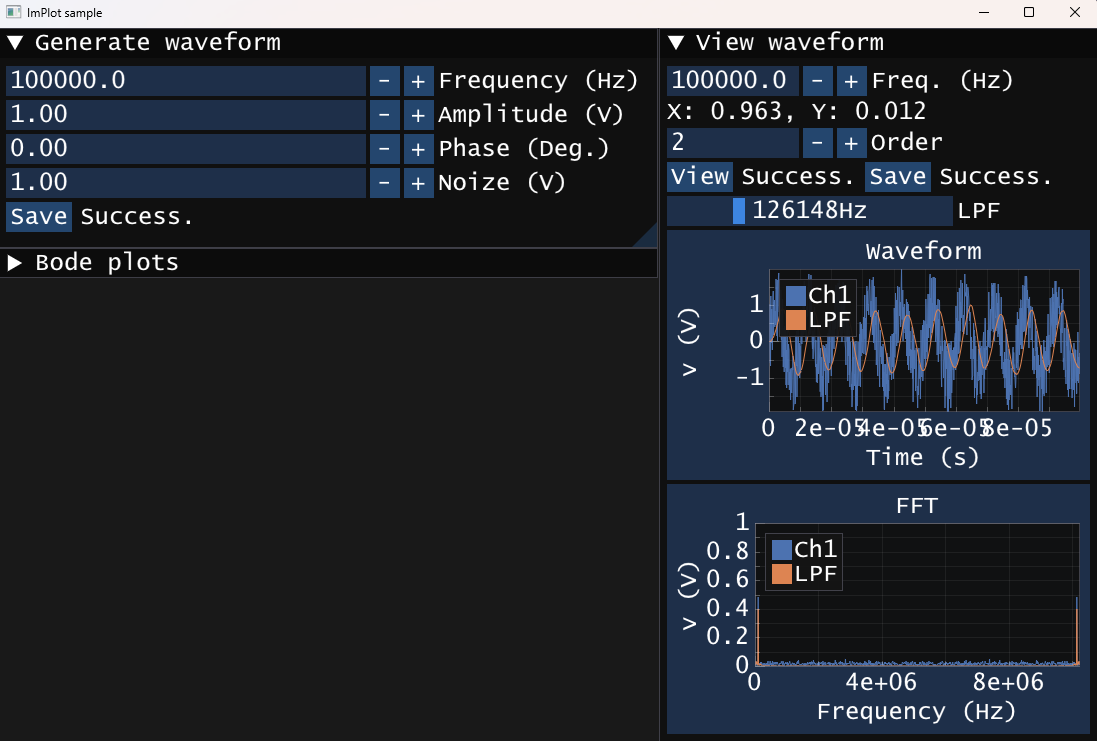 ImPlot sample
▼ Generate waveform
100000.0 - + Frequency (Hz)
1.00 - + Amplitude (V)
0.00 - + Phase (Deg.)
1.00 - + Noize (V)
Save Success.
▶ Bode plots
▼ View waveform
100000.0 - + Freq. (Hz)
X: 0.963, Y: 0.012
2 - + Order
View Success. Save Success.
126148Hz LPF
Waveform
Ch1
LPF
1
0
-1
v (V)
0 2e-05 4e-05 6e-05 8e-05
Time (s)
FFT
Ch1
LPF
1
0.8
0.6
0.4
0.2
0
v (V)
0 4e+06 8e+06
Frequency (Hz)